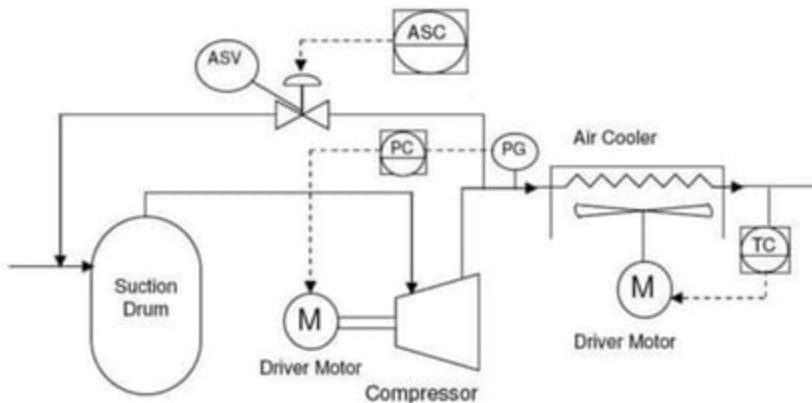 ASC
ASV
PC
PG
Air Cooler
TC
Suction
Drum
M
M
Driver Motor
Driver Motor
Compressor